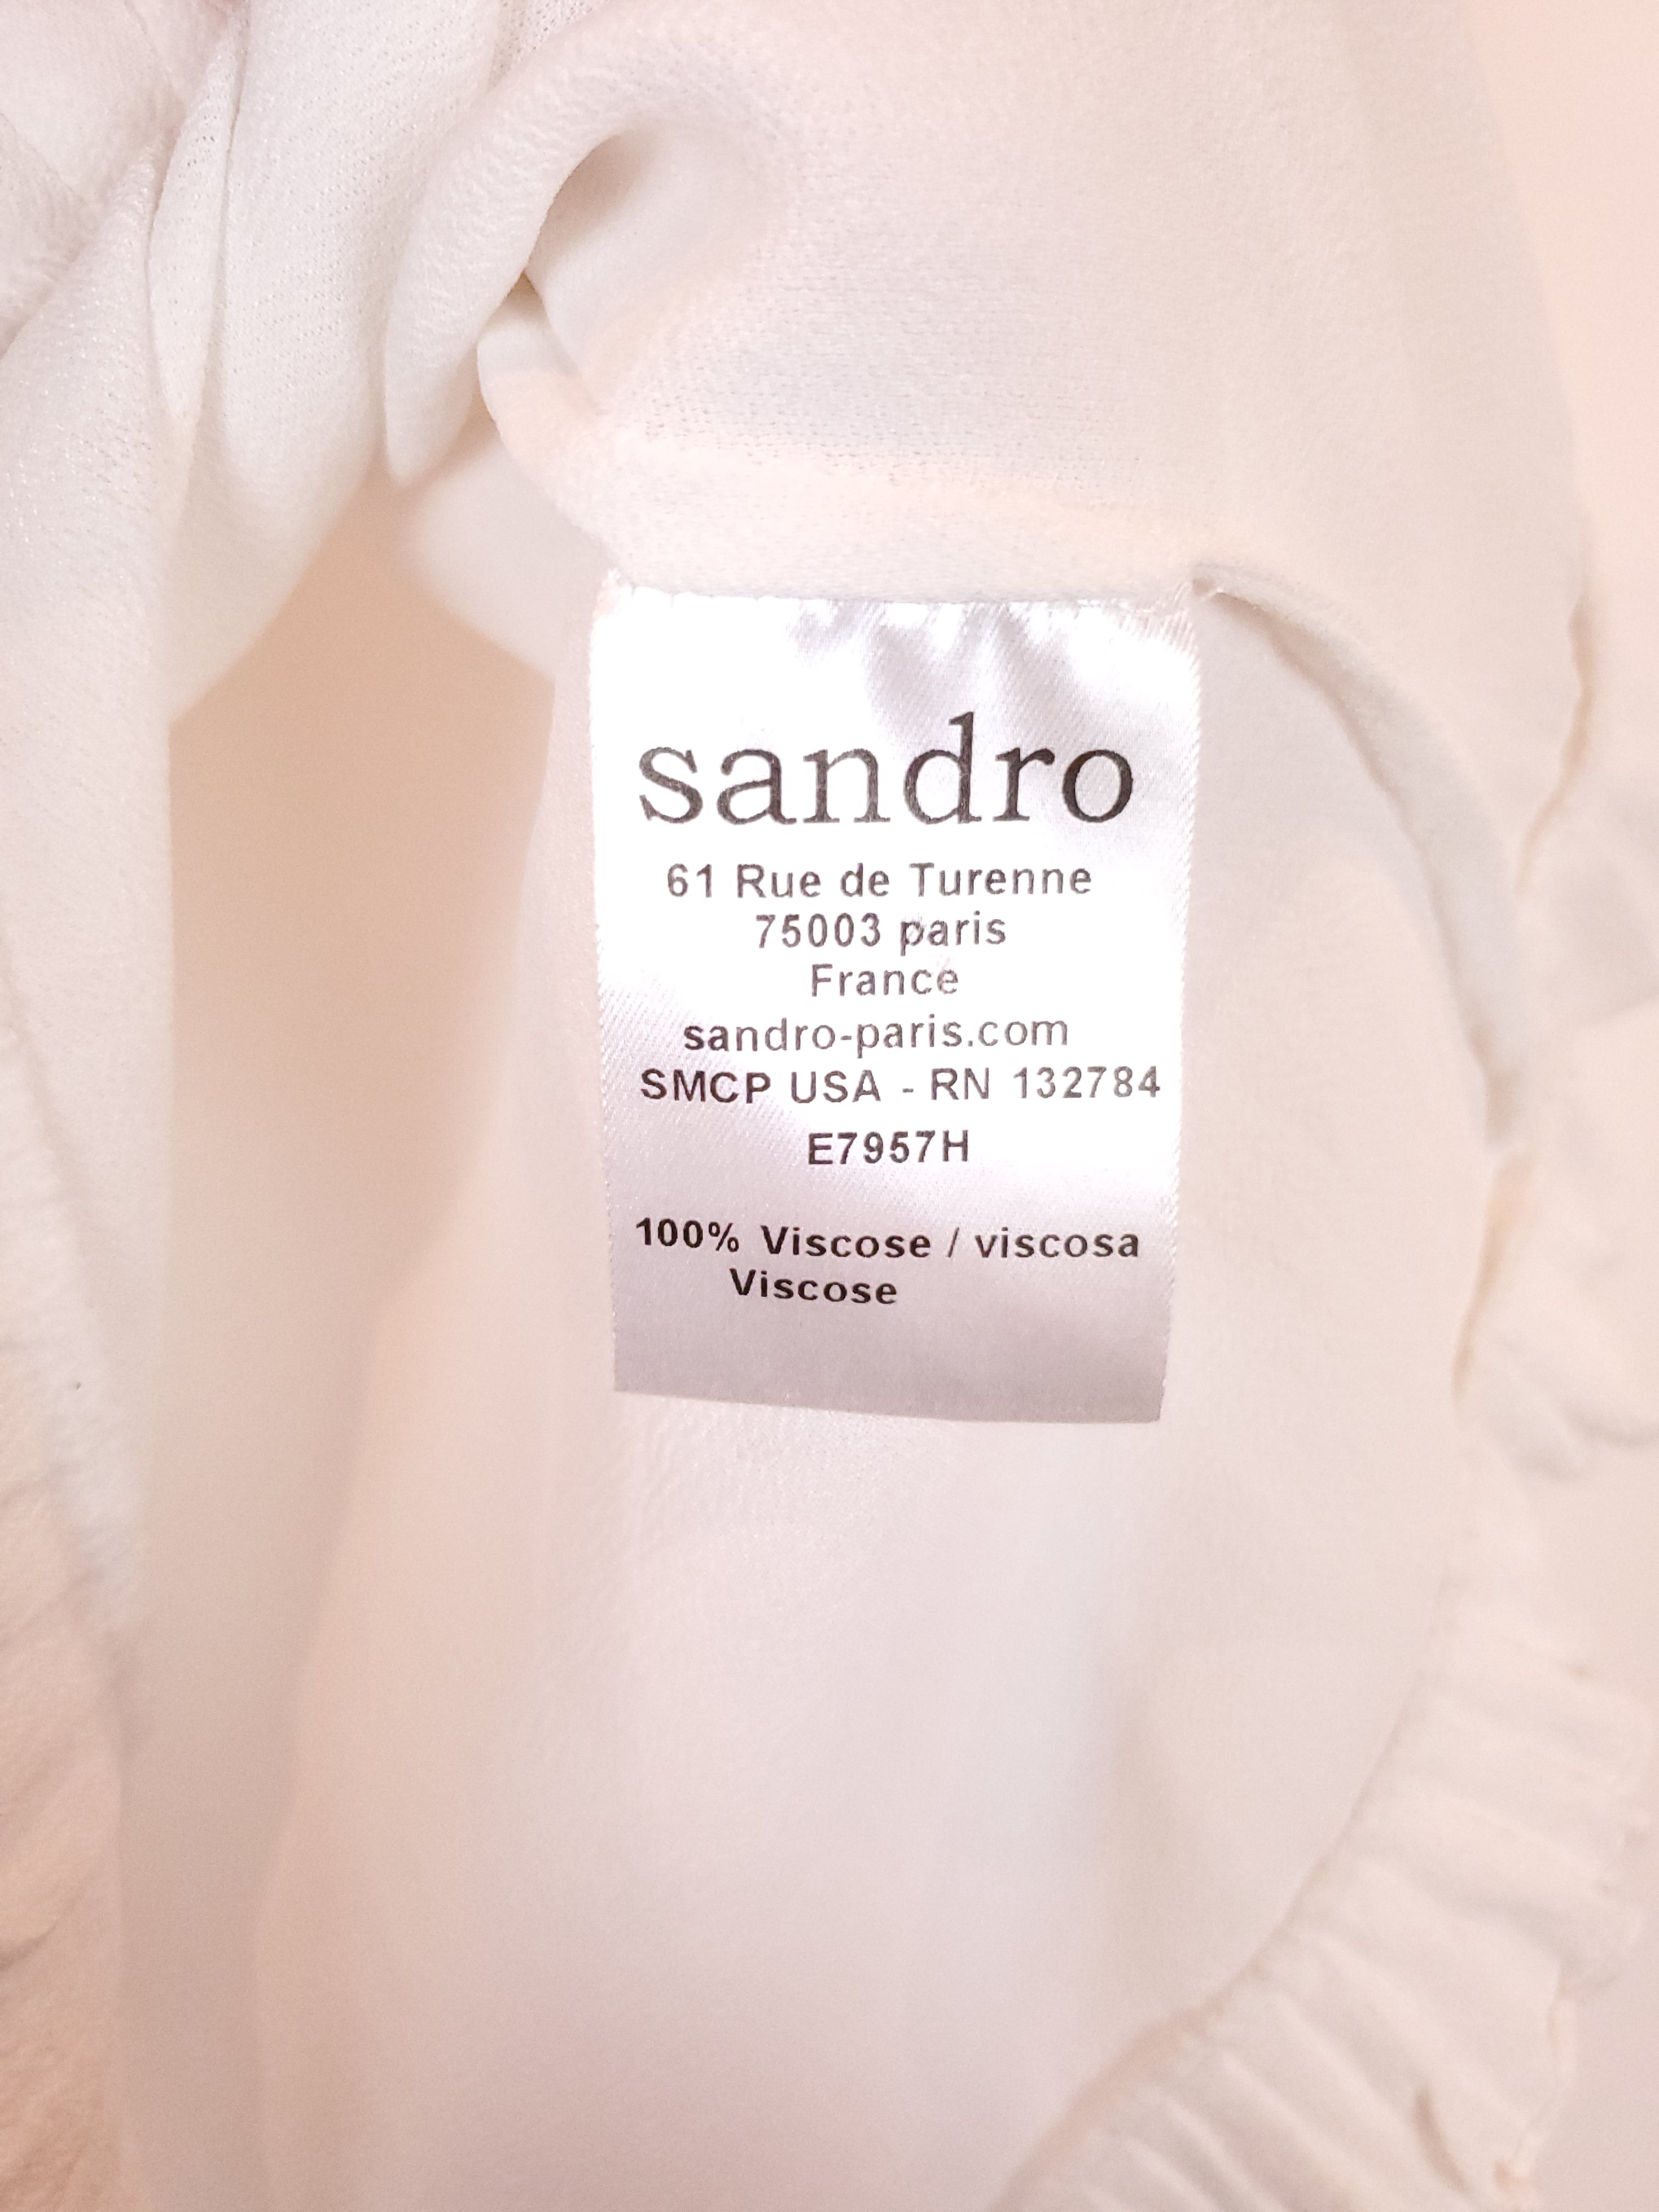 sandro
61 Rue de Turenne
75003 paris
France
sandro-paris.com
SMCP USA - RN 132784
E7957H
100% Viscose / viscosa
Viscose